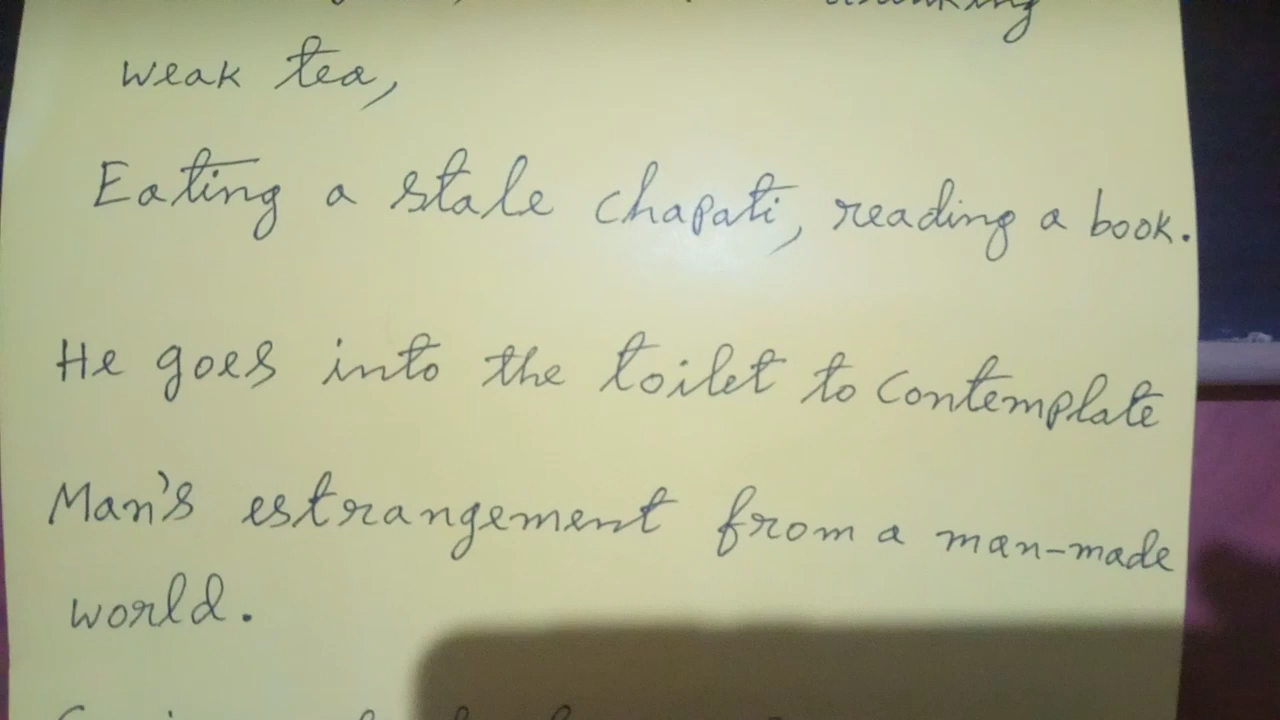 drinking
weak tea,
Eating a stale chapati, reading a book.
He goes into the toilet to contemplate
Man's estrangement from a man-made
world.